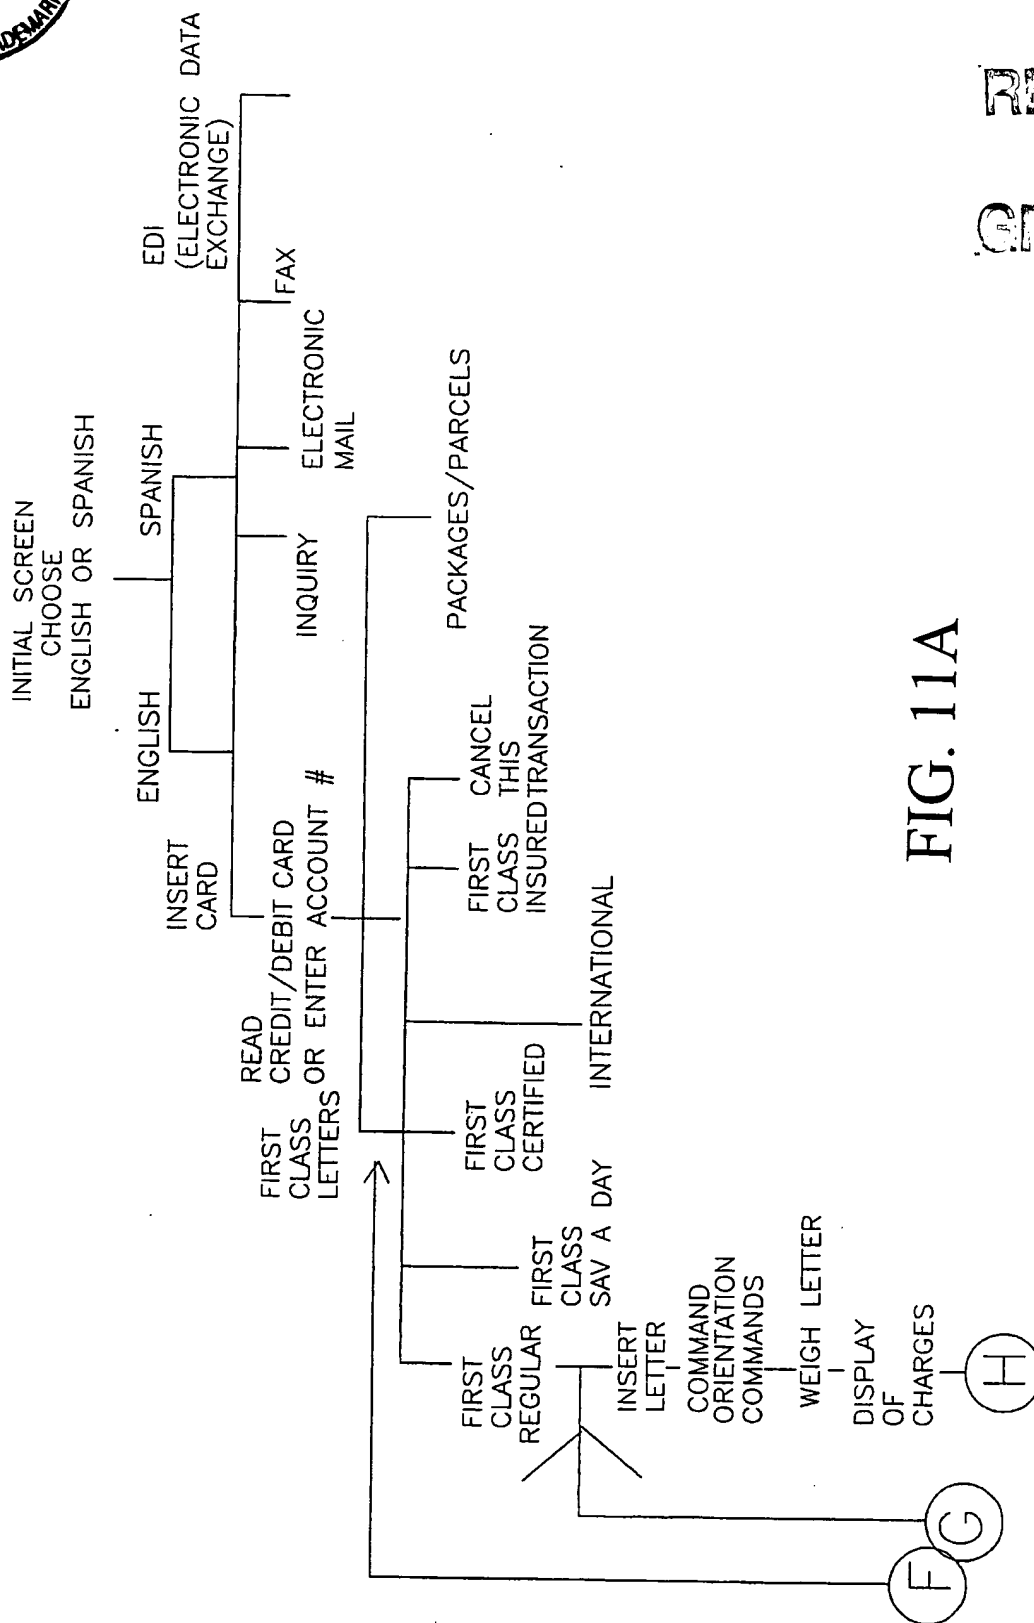 INITIAL SCREEN
CHOOSE
ENGLISH OR SPANISH
ENGLISH
SPANISH
INSERT
CARD
EDI
(ELECTRONIC DATA
EXCHANGE)
READ
CREDIT/DEBIT CARD
OR ENTER ACCOUNT #
INQUIRY
ELECTRONIC
MAIL
FAX
FIRST
CLASS
LETTERS
PACKAGES/PARCELS
FIRST
CLASS
REGULAR
FIRST
CLASS
SAV A DAY
FIRST
CLASS
CERTIFIED
INTERNATIONAL
FIRST
CLASS
INSURED
CANCEL
THIS
TRANSACTION
INSERT
LETTER
COMMAND
ORIENTATION
COMMANDS
WEIGH LETTER
DISPLAY
OF
CHARGES
F
G
H
FIG. 11A